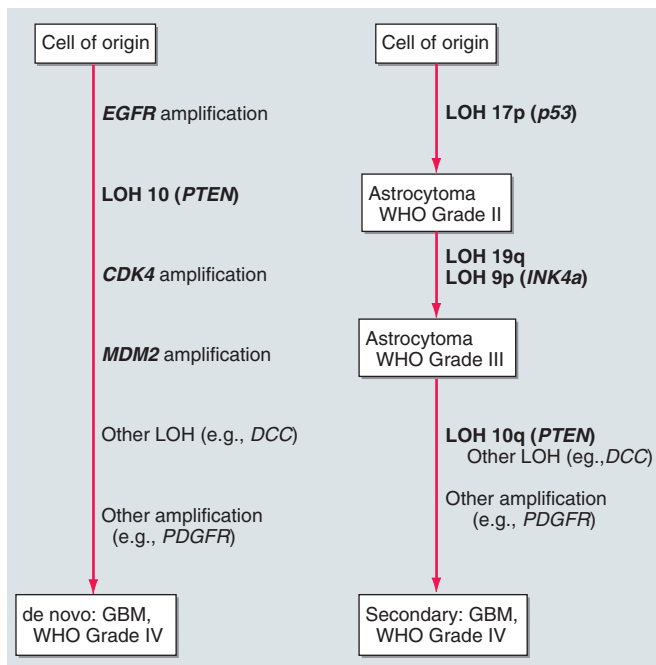 Cell of origin
EGFR amplification
LOH 10 (PTEN)
CDK4 amplification
MDM2 amplification
Other LOH (e.g., DCC)
Other amplification
(e.g., PDGFR)
de novo: GBM,
WHO Grade IV
Cell of origin
LOH 17p (p53)
Astrocytoma
WHO Grade II
LOH 19q
LOH 9p (INK4a)
Astrocytoma
WHO Grade III
LOH 10q (PTEN)
Other LOH (eg.,DCC)
Other amplification
(e.g., PDGFR)
Secondary: GBM,
WHO Grade IV